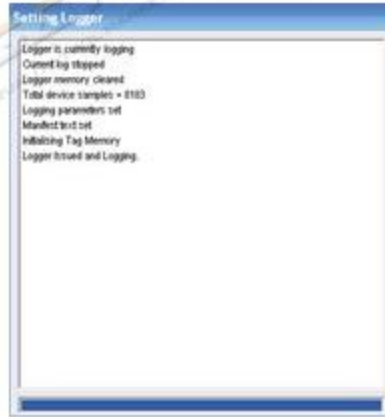 Setting Logger
Logger is currently logging
Current log stopped
Logger memory cleared
Total device samples = 8183
Logging parameters set
Manifest text set
Initialising Tag Memory
Logger Issued and Logging.